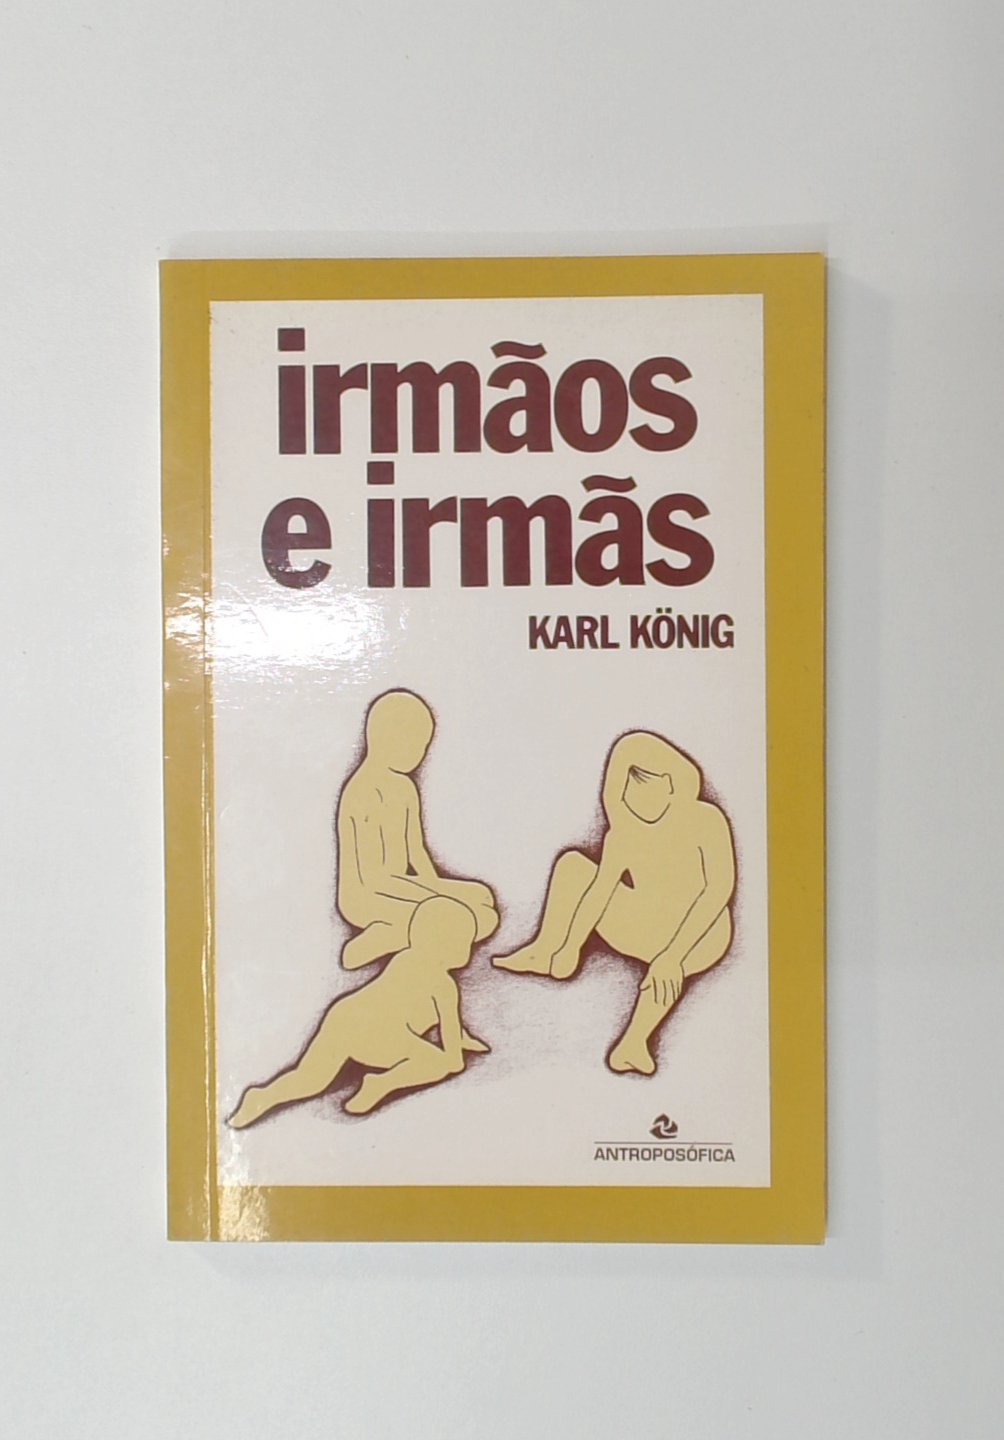 irmãos
e irmãs
KARL KÖNIG
ANTROPOSÓFICA